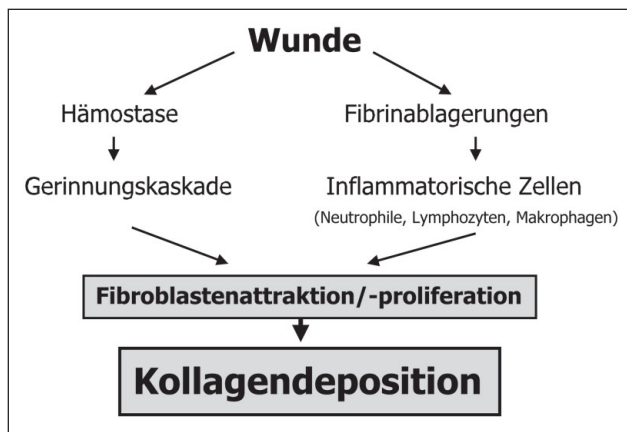 Wunde
Hämostase
Fibrinablagerungen
Gerinnungskaskade
Inflammatorische Zellen
(Neutrophile, Lymphozyten, Makrophagen)
Fibroblastenattraktion/-proliferation
Kollagendeposition